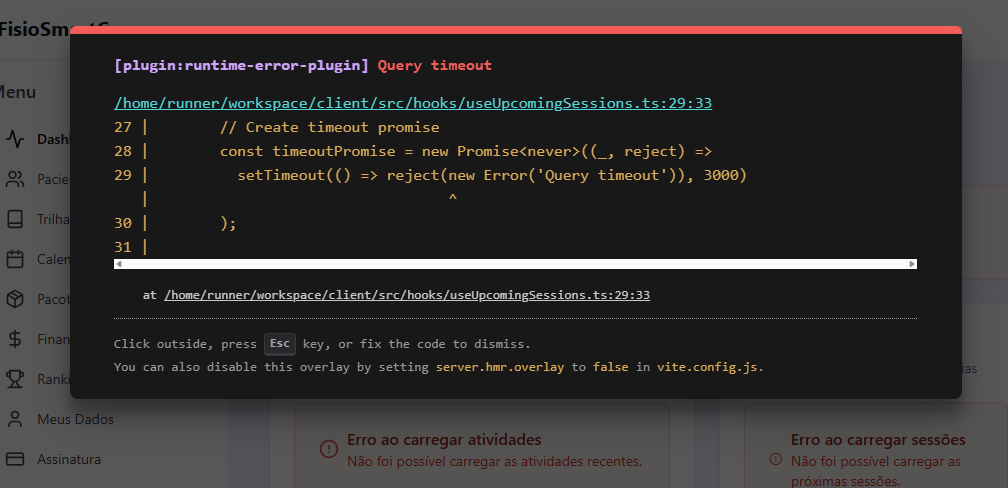 FisioSmartC
[plugin:runtime-error-plugin] Query timeout
/home/runner/workspace/client/src/hooks/useUpcomingSessions.ts:29:33
27 |        // Create timeout promise
28 |        const timeoutPromise = new Promise<never>((_, reject) =>
29 |          setTimeout(() => reject(new Error('Query timeout')), 3000)
   |                                  ^
30 |        );
31 |
at /home/runner/workspace/client/src/hooks/useUpcomingSessions.ts:29:33
Click outside, press Esc key, or fix the code to dismiss.
You can also disable this overlay by setting server.hmr.overlay to false in vite.config.js.
Menu
Dashl
Pacie
Trilha
Calen
Pacot
Finan
Ranki
Meus Dados
Assinatura
ias
Erro ao carregar atividades
Não foi possível carregar as atividades recentes.
Erro ao carregar sessões
Não foi possível carregar as
próximas sessões.